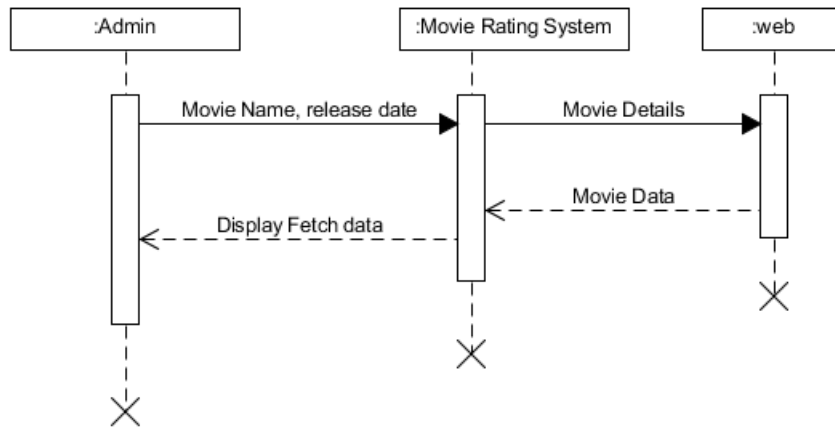 :Admin
:Movie Rating System
:web
Movie Name, release date
Movie Details
Movie Data
Display Fetch data